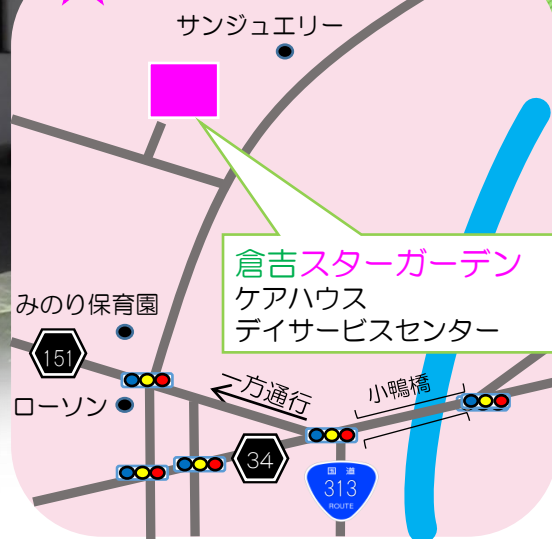 サンジュエリー
倉吉スターガーデン
ケアハウス
デイサービスセンター
みのり保育園
151
ローソン
一方通行
小鴨橋
34
国道
313
ROUTE